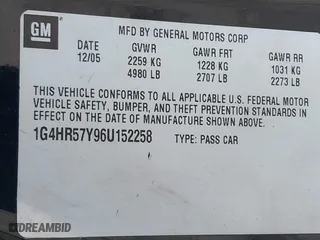 GM
MFD BY GENERAL MOTORS CORP
DATE GVWR GAWR FRT GAWR RR
12/05 2259 KG 1228 KG 1031 KG
4980 LB 2707 LB 2273 LB
THIS VEHICLE CONFORMS TO ALL APPLICABLE U.S. FEDERAL MOTOR
VEHICLE SAFETY, BUMPER, AND THEFT PREVENTION STANDARDS IN
EFFECT ON THE DATE OF MANUFACTURE SHOWN ABOVE.
1G4HR57Y96U152258 TYPE: PASS CAR
DREAMBID